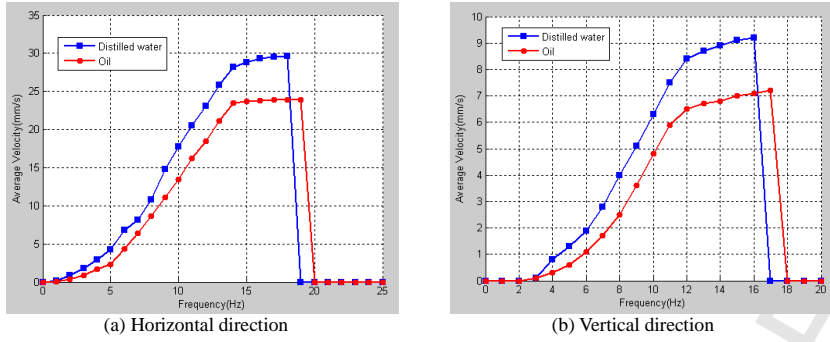 35
30
25
20
15
10
5
0
Average Velocity(mm/s)
Distilled water
Oil
0 5 10 15 20 25
Frequency(Hz)
(a) Horizontal direction
10
9
8
7
6
5
4
3
2
1
0
Average Velocity(mm/s)
Distilled water
Oil
0 2 4 6 8 10 12 14 16 18 20
Frequency(Hz)
(b) Vertical direction